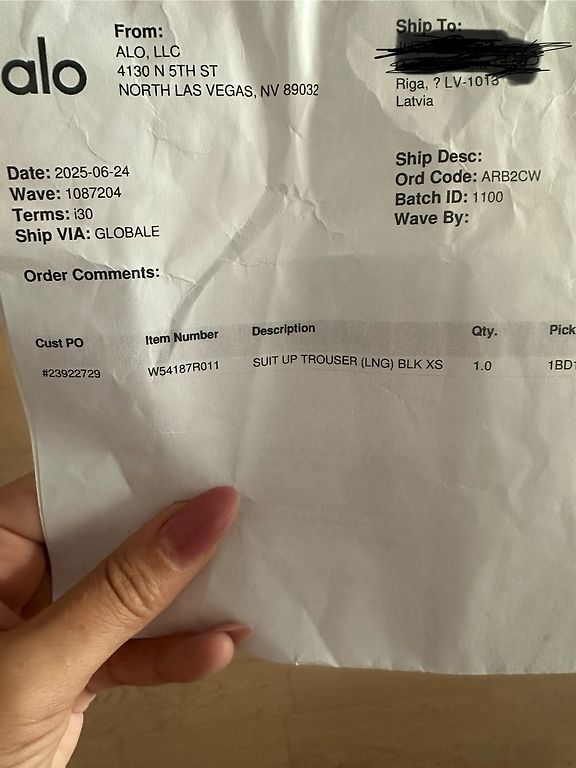 alo
From:
ALO, LLC
4130 N 5TH ST
NORTH LAS VEGAS, NV 89032
Ship To:
Riga, ? LV-1013
Latvia
Date: 2025-06-24
Wave: 1087204
Terms: i30
Ship VIA: GLOBALE
Ship Desc:
Ord Code: ARB2CW
Batch ID: 1100
Wave By:
Order Comments:
Cust PO Item Number Description Qty. Pick
#23922729 W54187R011 SUIT UP TROUSER (LNG) BLK XS 1.0 1BD1